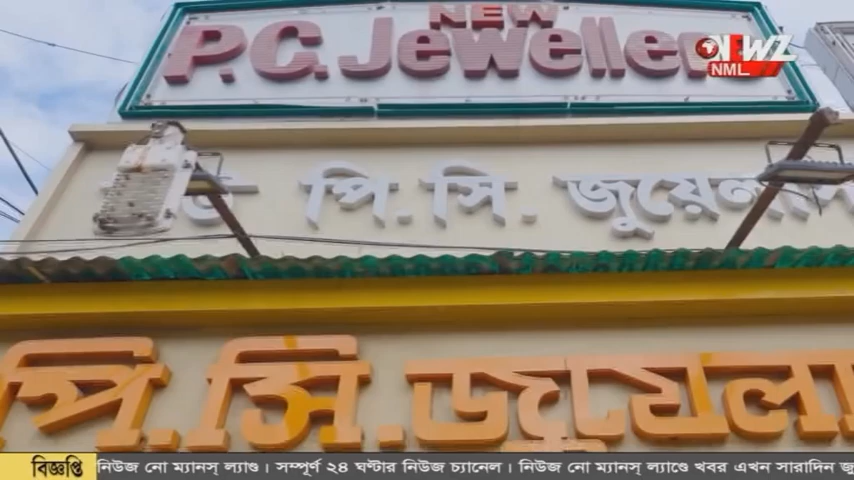 NEW
P.C. Jeweller
NEWZ
NML
পি. সি. জুয়েলার্স
পি.সি.জুয়েলা
বিজ্ঞপ্তি
নিউজ নো ম্যানস্ ল্যাণ্ড। সম্পূর্ণ ২৪ ঘণ্টার নিউজ চ্যানেল। নিউজ নো ম্যানস্ ল্যাণ্ডে খবর এখন সারাদিন